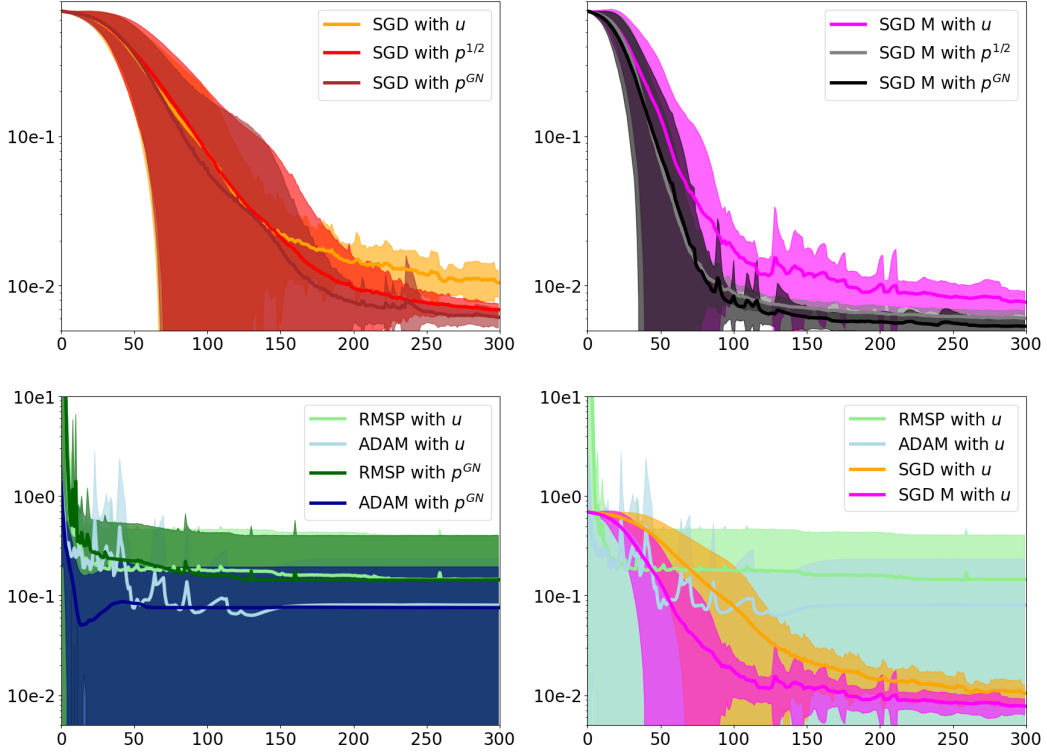 SGD with u
SGD with p^{1/2}
SGD with p^{GN}
10e-1
10e-2
0 50 100 150 200 250 300
SGD M with u
SGD M with p^{1/2}
SGD M with p^{GN}
10e-1
10e-2
0 50 100 150 200 250 300
RMSP with u
ADAM with u
RMSP with p^{GN}
ADAM with p^{GN}
10e1
10e0
10e-1
10e-2
0 50 100 150 200 250 300
RMSP with u
ADAM with u
SGD with u
SGD M with u
10e1
10e0
10e-1
10e-2
0 50 100 150 200 250 300